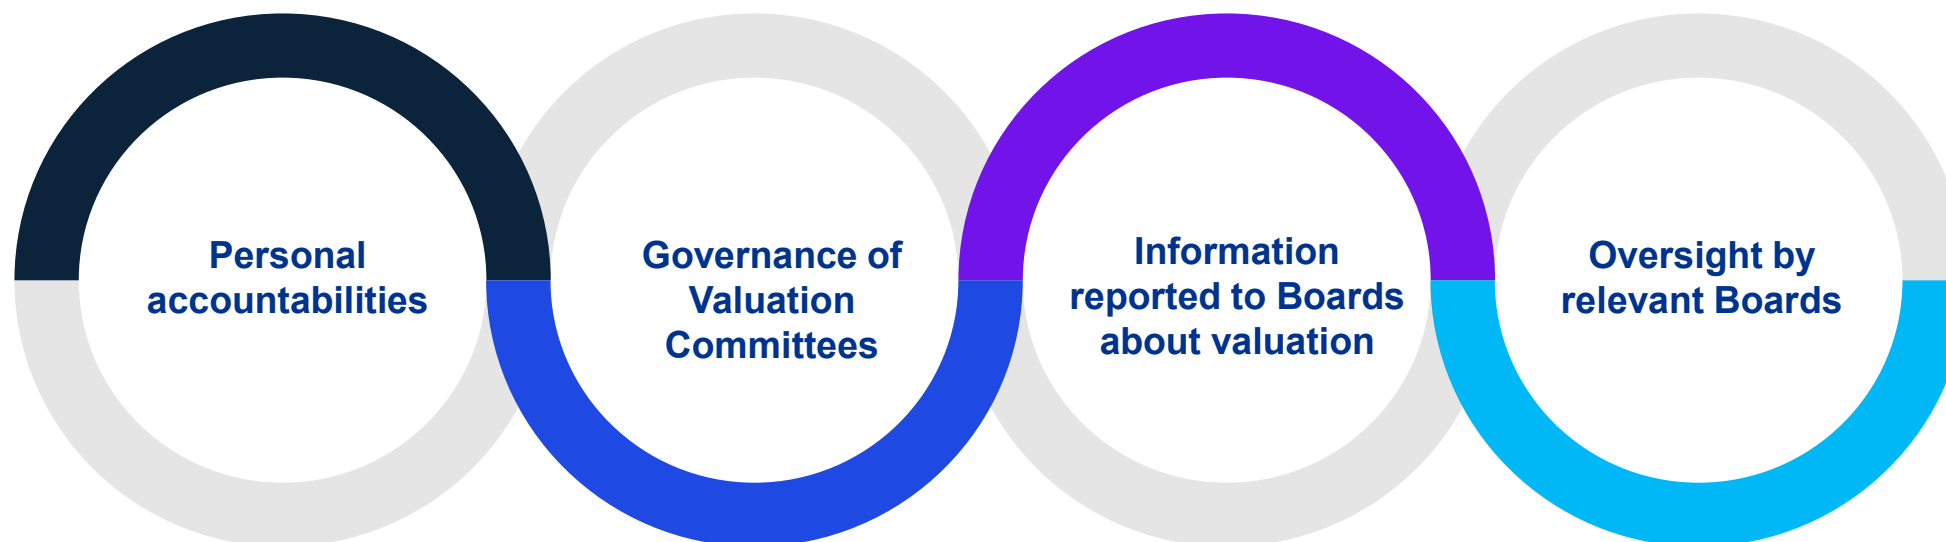 Personal
accountabilities
Governance of
Valuation
Committees
Information
reported to Boards
about valuation
Oversight by
relevant Boards